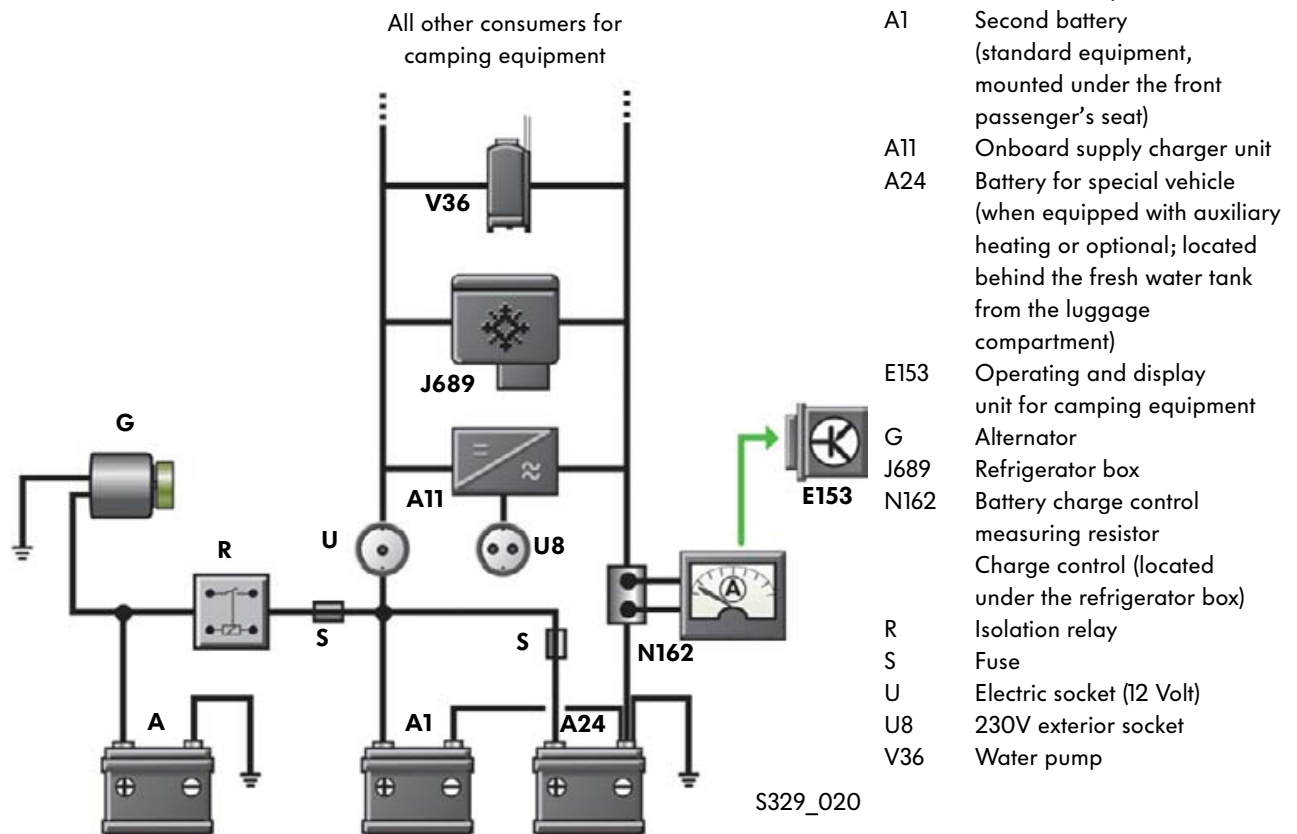 All other consumers for
camping equipment
V36
J689
G
A11
E153
R
U
U8
S
S
N162
A
A
A1
A24
S329_020
A1 Second battery
(standard equipment,
mounted under the front
passenger's seat)
A11 Onboard supply charger unit
A24 Battery for special vehicle
(when equipped with auxiliary
heating or optional; located
behind the fresh water tank
from the luggage
compartment)
E153 Operating and display
unit for camping equipment
G Alternator
J689 Refrigerator box
N162 Battery charge control
measuring resistor
Charge control (located
under the refrigerator box)
R Isolation relay
S Fuse
U Electric socket (12 Volt)
U8 230V exterior socket
V36 Water pump